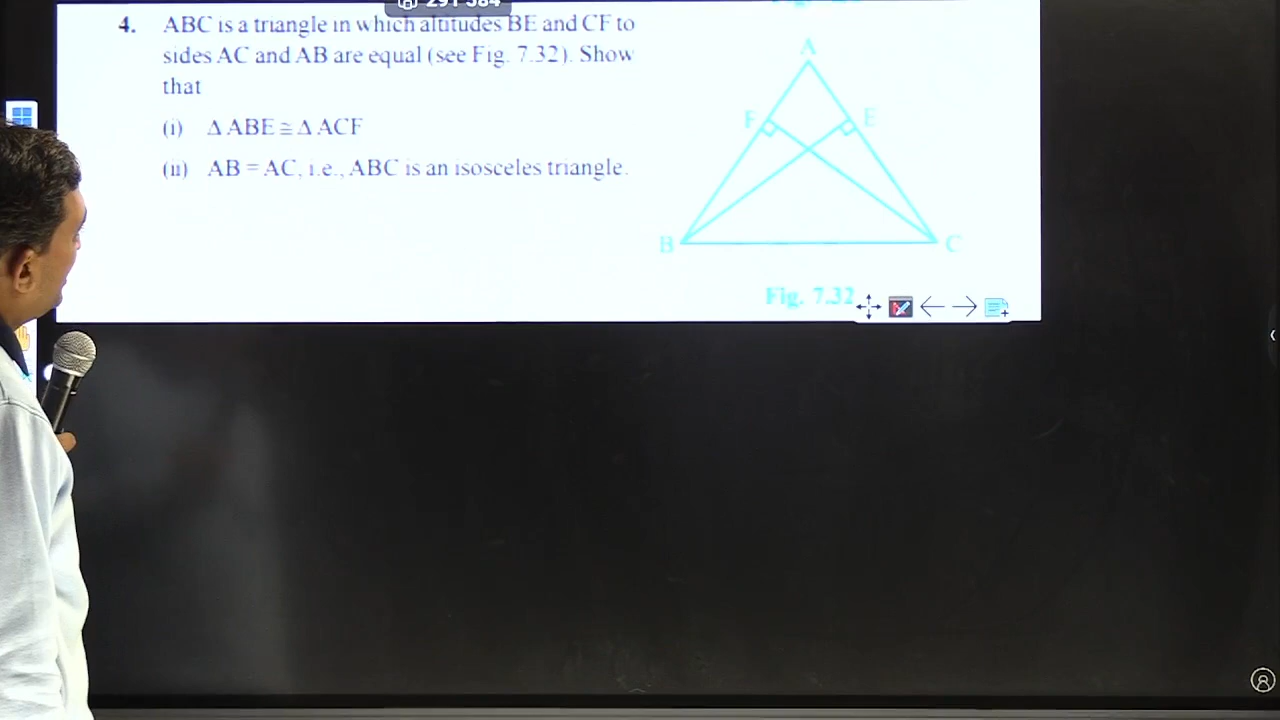 4. ABC is a triangle in which altitudes BE and CF to
sides AC and AB are equal (see Fig. 7.32). Show
that
(i) Δ ABE ≅ Δ ACF
(ii) AB = AC, i.e., ABC is an isosceles triangle.
A
F
E
B
C
Fig. 7.32